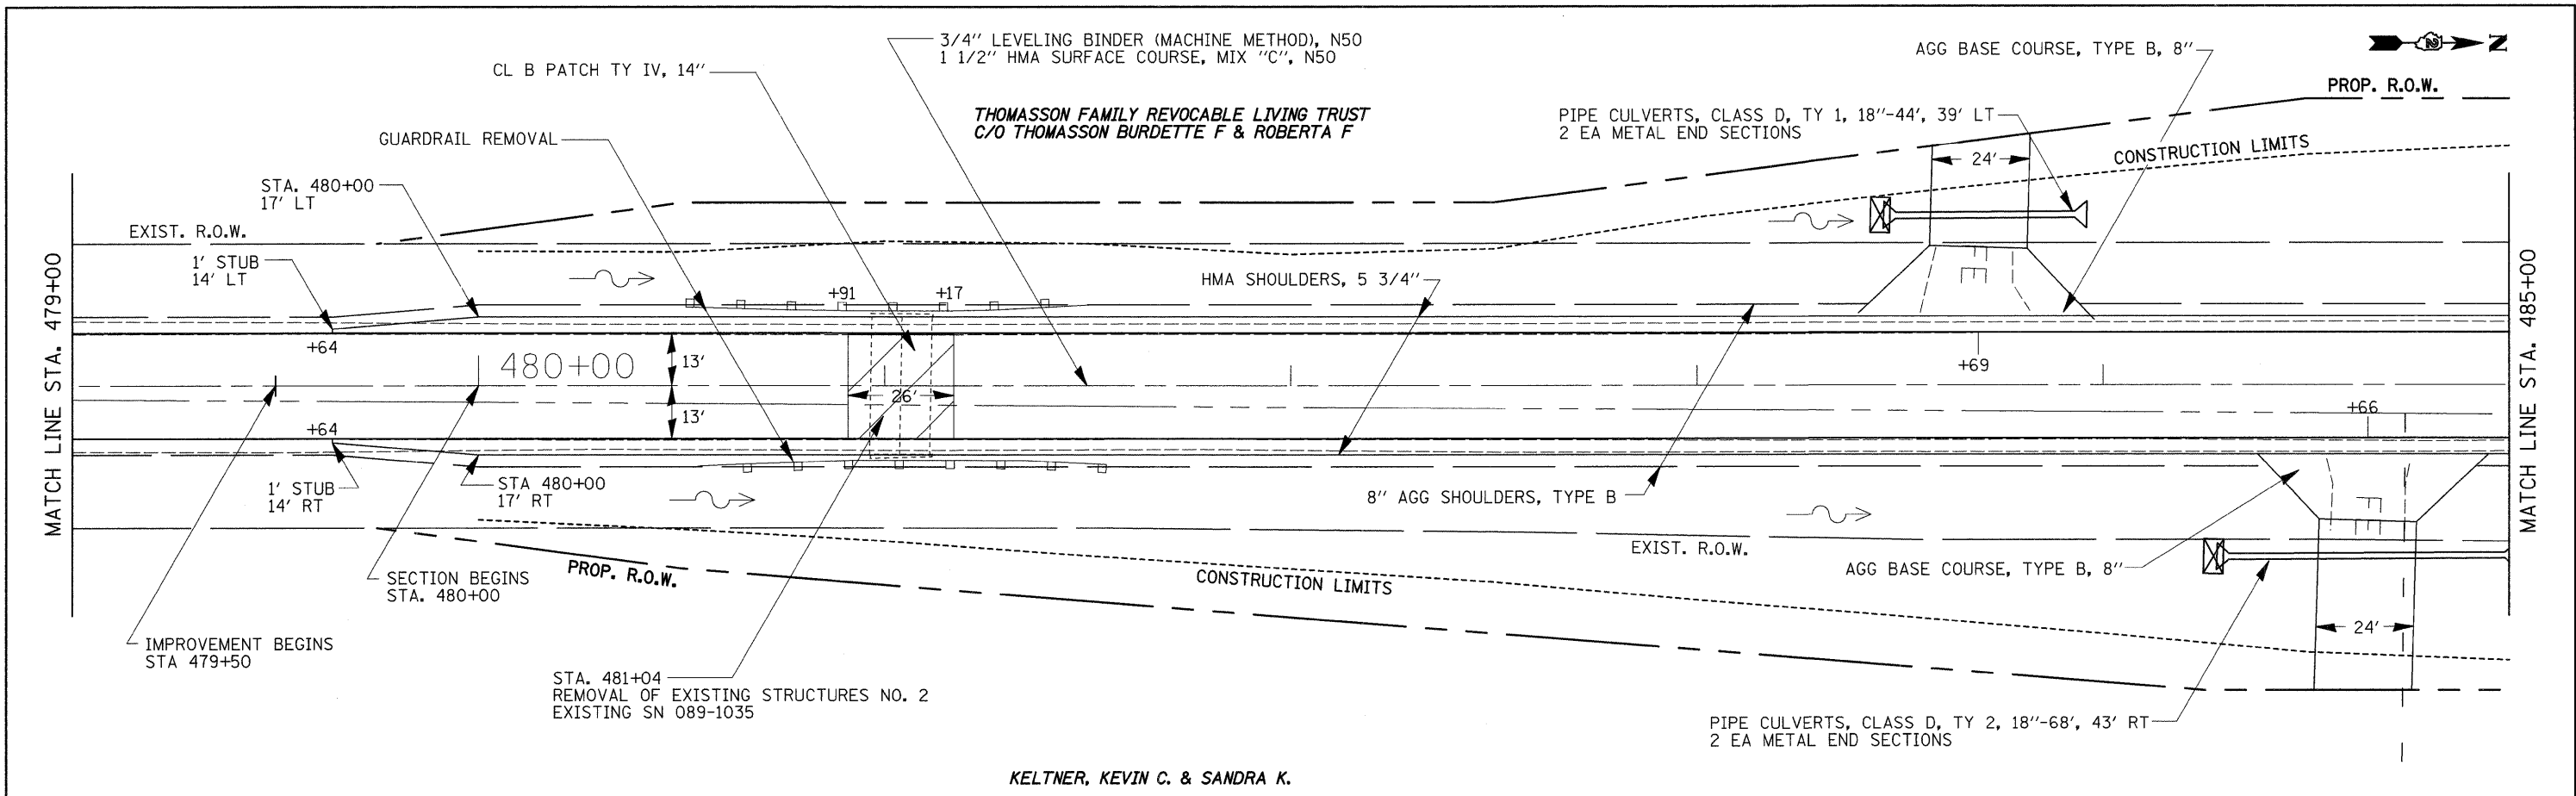 3/4" LEVELING BINDER (MACHINE METHOD), N50
1 1/2" HMA SURFACE COURSE, MIX "C", N50
AGG BASE COURSE, TYPE B, 8"
N
CL B PATCH TY IV, 14"
PROP. R.O.W.
THOMASSON FAMILY REVOCABLE LIVING TRUST
C/O THOMASSON BURDETTE F & ROBERTA F
PIPE CULVERTS, CLASS D, TY 1, 18"-44', 39' LT
2 EA METAL END SECTIONS
GUARDRAIL REMOVAL
24'
CONSTRUCTION LIMITS
STA. 480+00
17' LT
EXIST. R.O.W.
1' STUB
14' LT
HMA SHOULDERS, 5 3/4"
+91
+17
FE
MATCH LINE STA. 479+00
MATCH LINE STA. 485+00
+64
480+00
13'
+69
26'
13'
+66
+64
1' STUB
14' RT
STA 480+00
17' RT
8" AGG SHOULDERS, TYPE B
FE
EXIST. R.O.W.
SECTION BEGINS
STA. 480+00
PROP. R.O.W.
CONSTRUCTION LIMITS
AGG BASE COURSE, TYPE B, 8"
24'
IMPROVEMENT BEGINS
STA 479+50
STA. 481+04
REMOVAL OF EXISTING STRUCTURES NO. 2
EXISTING SN 089-1035
PIPE CULVERTS, CLASS D, TY 2, 18"-68', 43' RT
2 EA METAL END SECTIONS
KELTNER, KEVIN C. & SANDRA K.